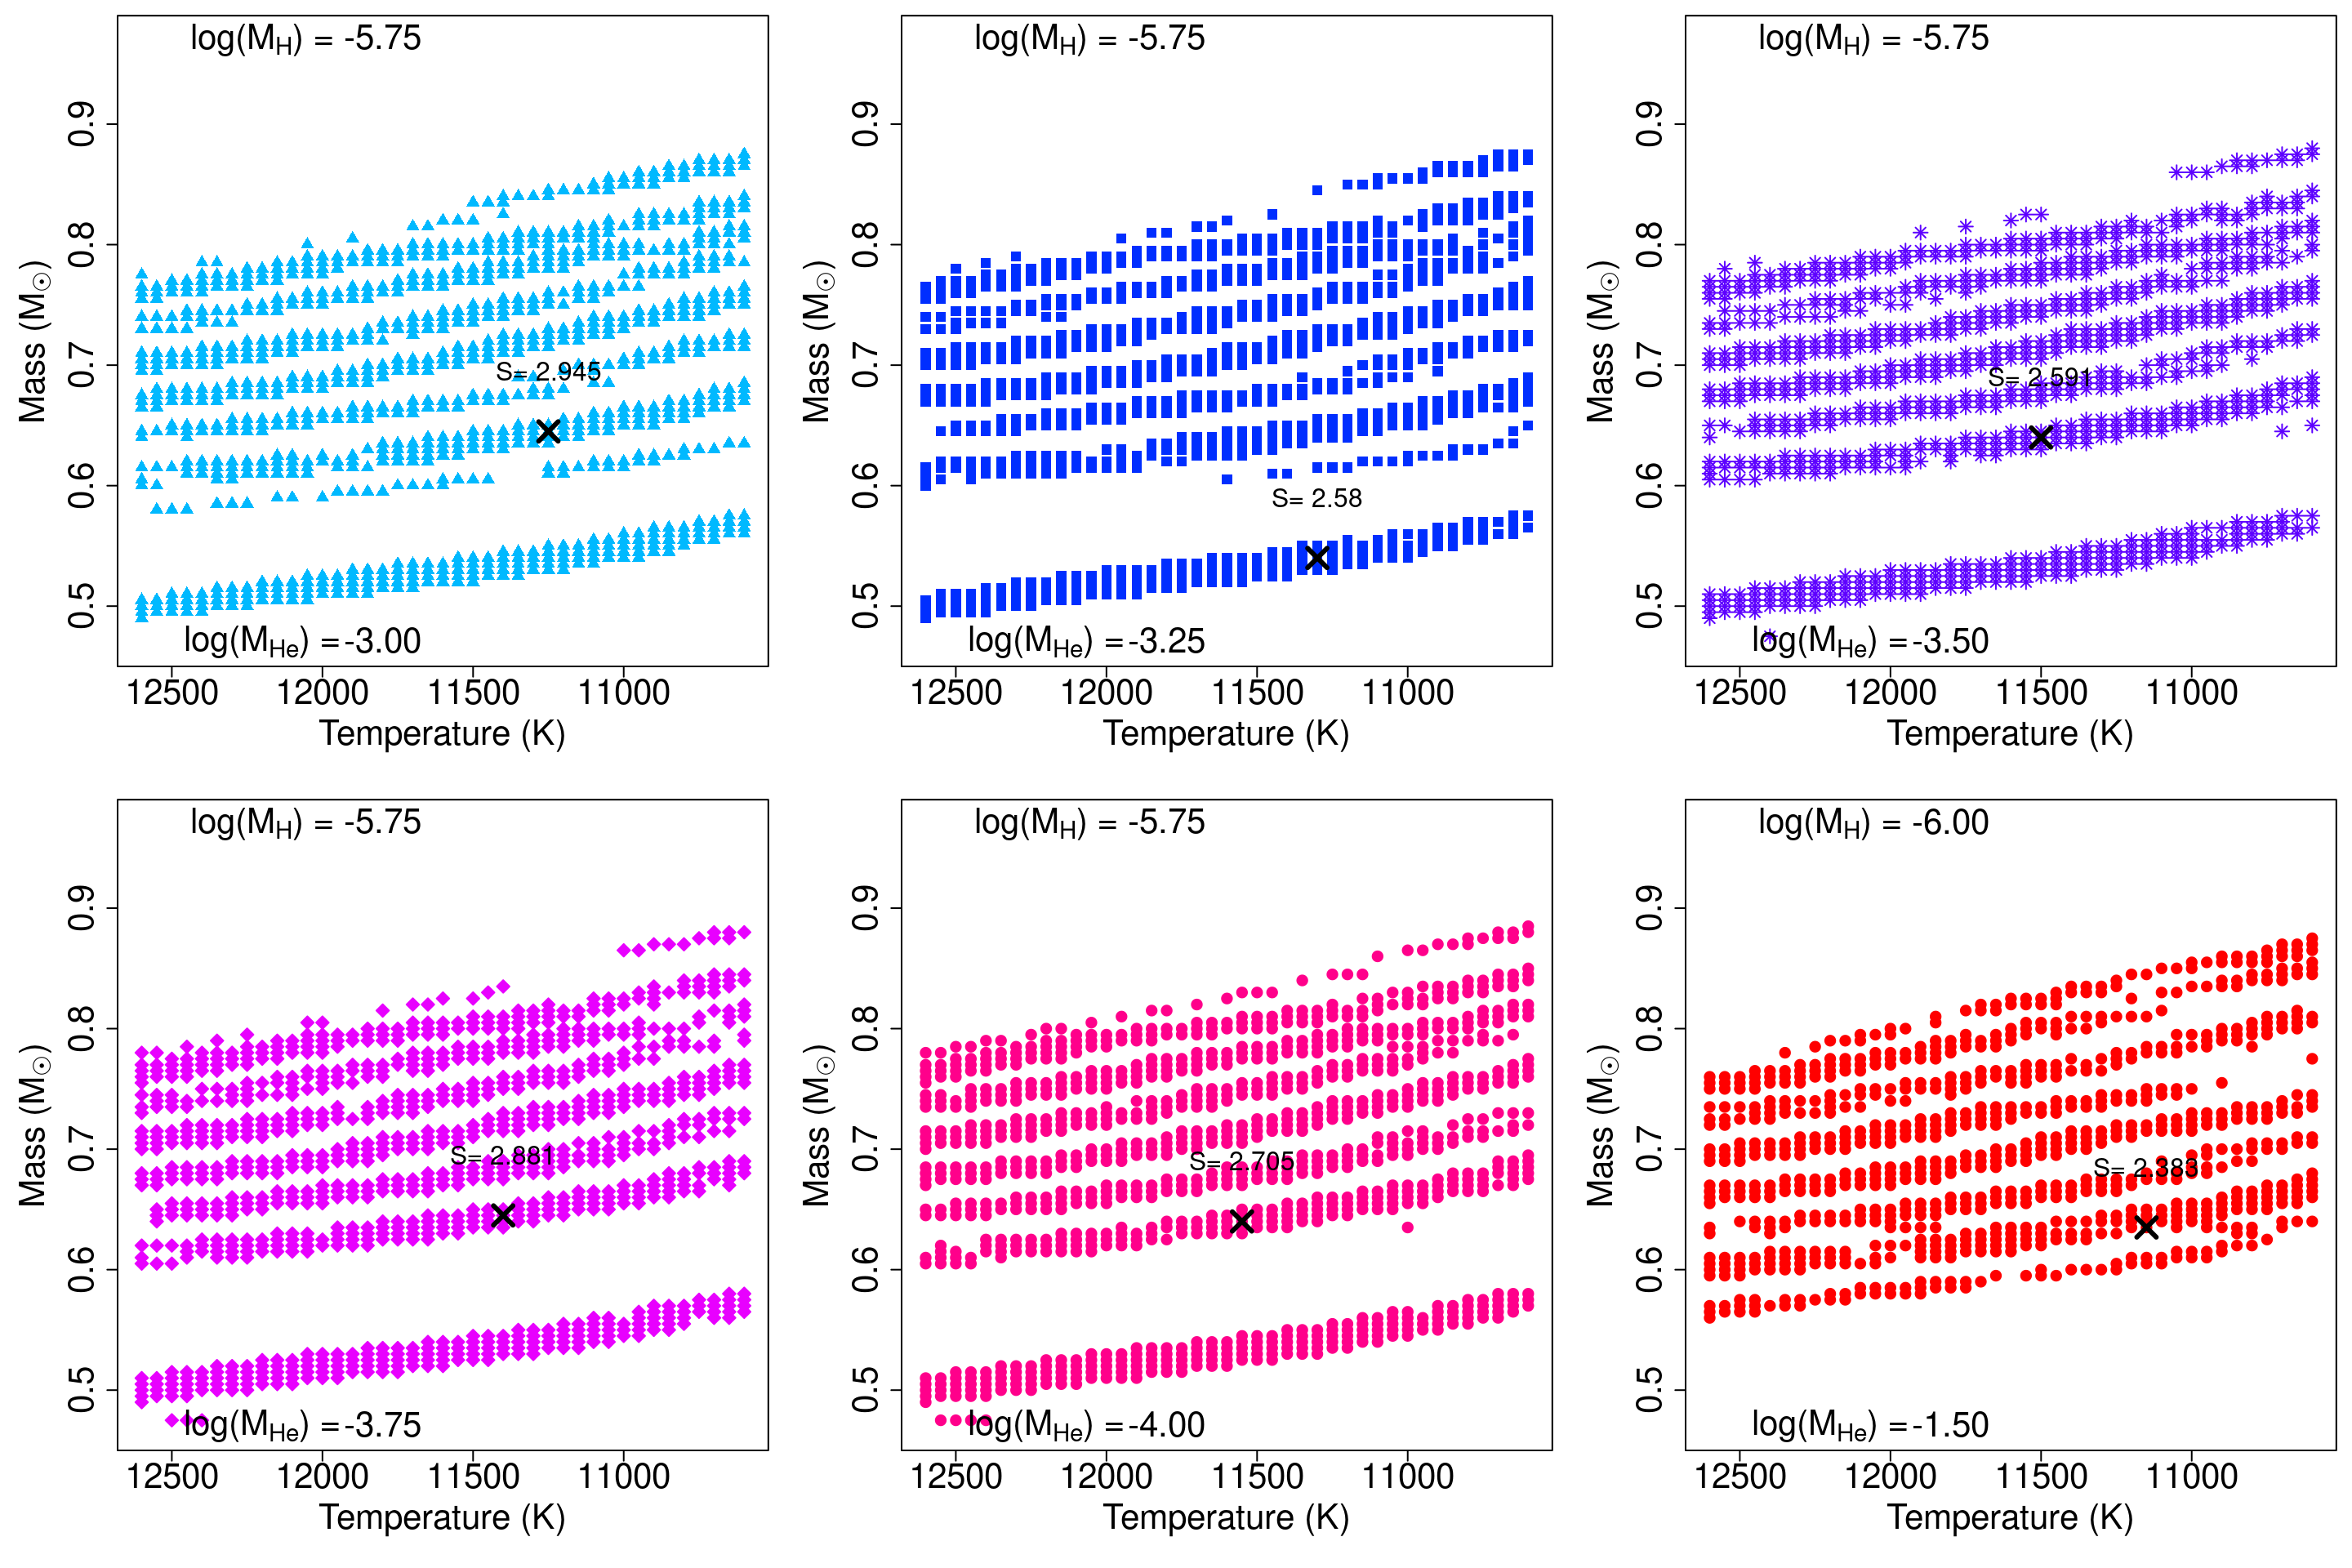 log(M_H) = -5.75
0.9
0.8
0.7
0.6
0.5
Mass (M☉)
S= 2.945
log(M_He) =-3.00
12500 12000 11500 11000
Temperature (K)
log(M_H) = -5.75
0.9
0.8
0.7
0.6
0.5
Mass (M☉)
S= 2.58
log(M_He) =-3.25
12500 12000 11500 11000
Temperature (K)
log(M_H) = -5.75
0.9
0.8
0.7
0.6
0.5
Mass (M☉)
S= 2.591
log(M_He) =-3.50
12500 12000 11500 11000
Temperature (K)
log(M_H) = -5.75
0.9
0.8
0.7
0.6
0.5
Mass (M☉)
S= 2.881
log(M_He) =-3.75
12500 12000 11500 11000
Temperature (K)
log(M_H) = -5.75
0.9
0.8
0.7
0.6
0.5
Mass (M☉)
S= 2.705
log(M_He) =-4.00
12500 12000 11500 11000
Temperature (K)
log(M_H) = -6.00
0.9
0.8
0.7
0.6
0.5
Mass (M☉)
S= 2.383
log(M_He) =-1.50
12500 12000 11500 11000
Temperature (K)